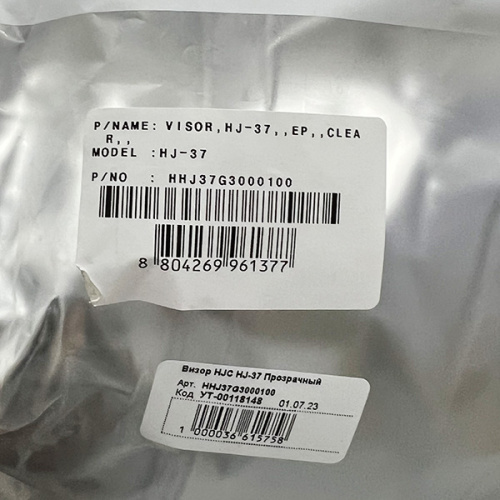 P/NAME: VISOR,HJ-37,,EP,,CLEA
R,,
MODEL :HJ-37
P/NO : HHJ37G3000100
8 804269 961377
Визор HJC HJ-37 Прозрачный
Арт. HHJ37G3000100
Код УТ-00118148 01.07.23
1 000036 615758